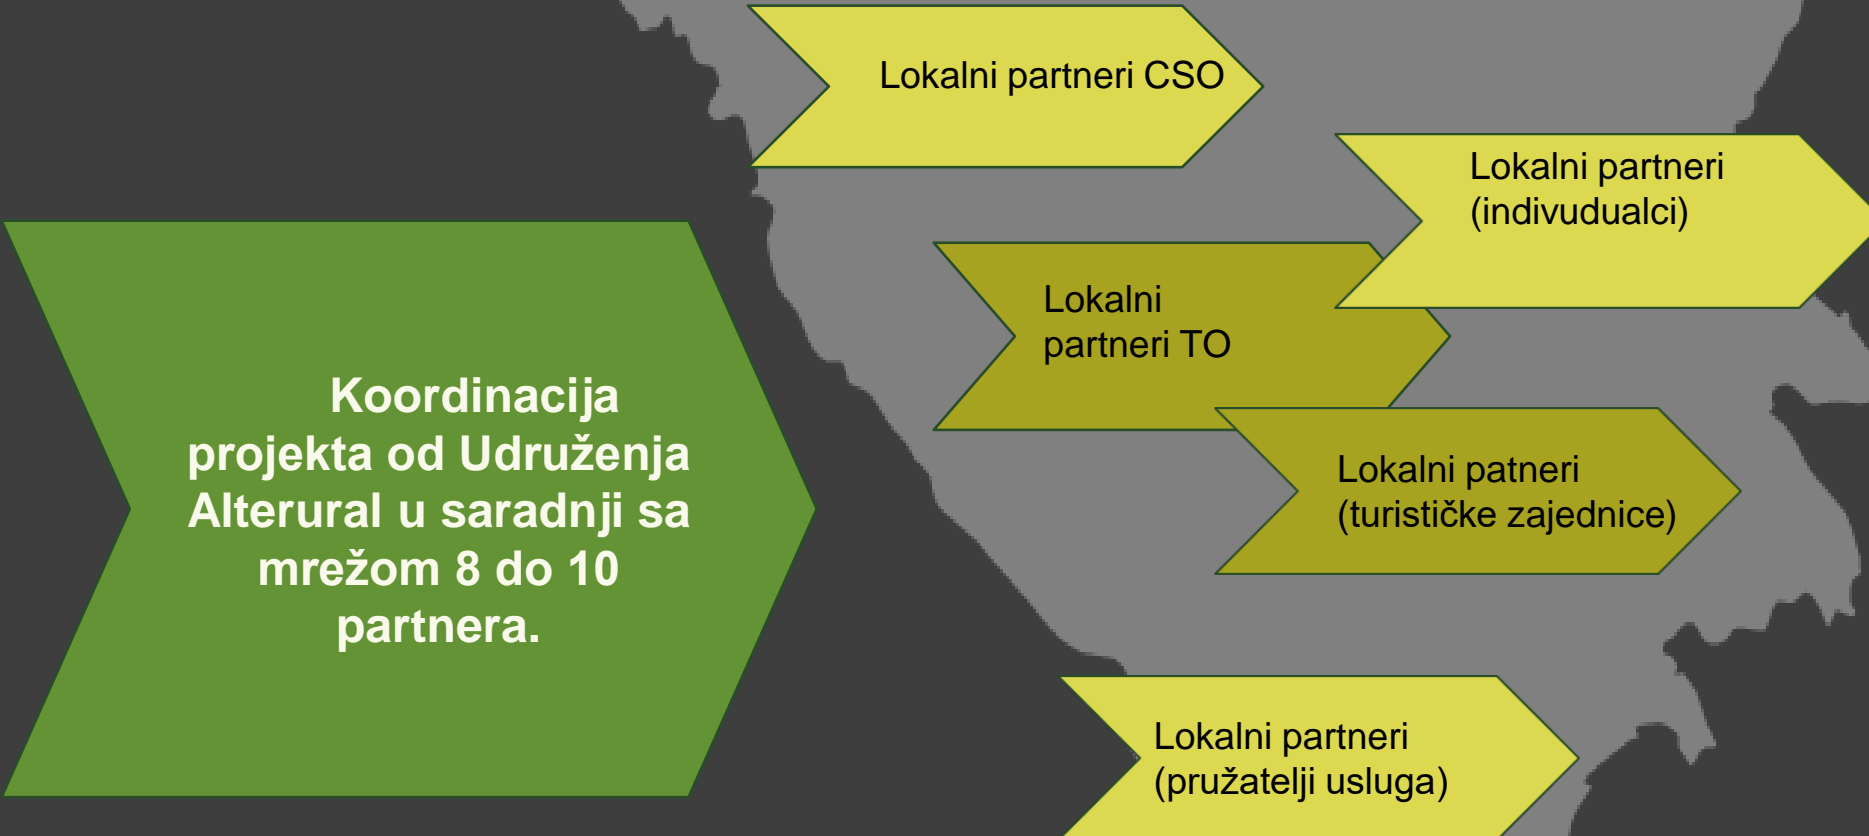 Lokalni partneri CSO
Lokalni partneri
(indivudualci)
Lokalni
partneri TO
Koordinacija
projekta od Udruženja
Alterural u saradnji sa
mrežom 8 do 10
partnera.
Lokalni patneri
(turističke zajednice)
Lokalni partneri
(pružatelji usluga)